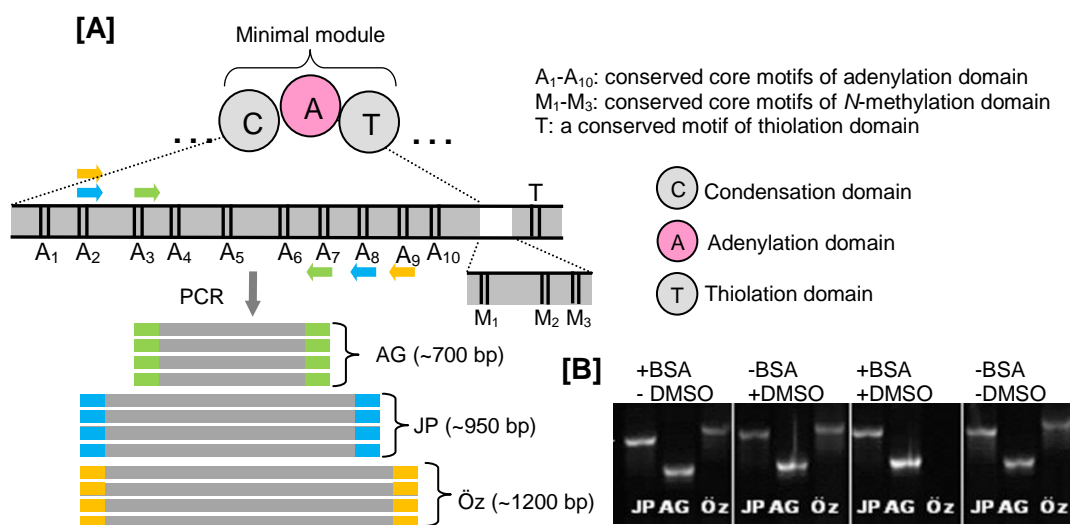 [A]
Minimal module
C
A
T
. . .
. . .
A₁-A₁₀: conserved core motifs of adenylation domain
M₁-M₃: conserved core motifs of N-methylation domain
T: a conserved motif of thiolation domain
C Condensation domain
A Adenylation domain
T Thiolation domain
T
A₁ A₂ A₃ A₄ A₅ A₆ A₇ A₈ A₉ A₁₀
PCR
M₁ M₂ M₃
AG (~700 bp)
JP (~950 bp)
Öz (~1200 bp)
[B]
+BSA -BSA +BSA -BSA
- DMSO +DMSO +DMSO -DMSO
JP AG Öz JP AG Öz JP AG Öz JP AG Öz